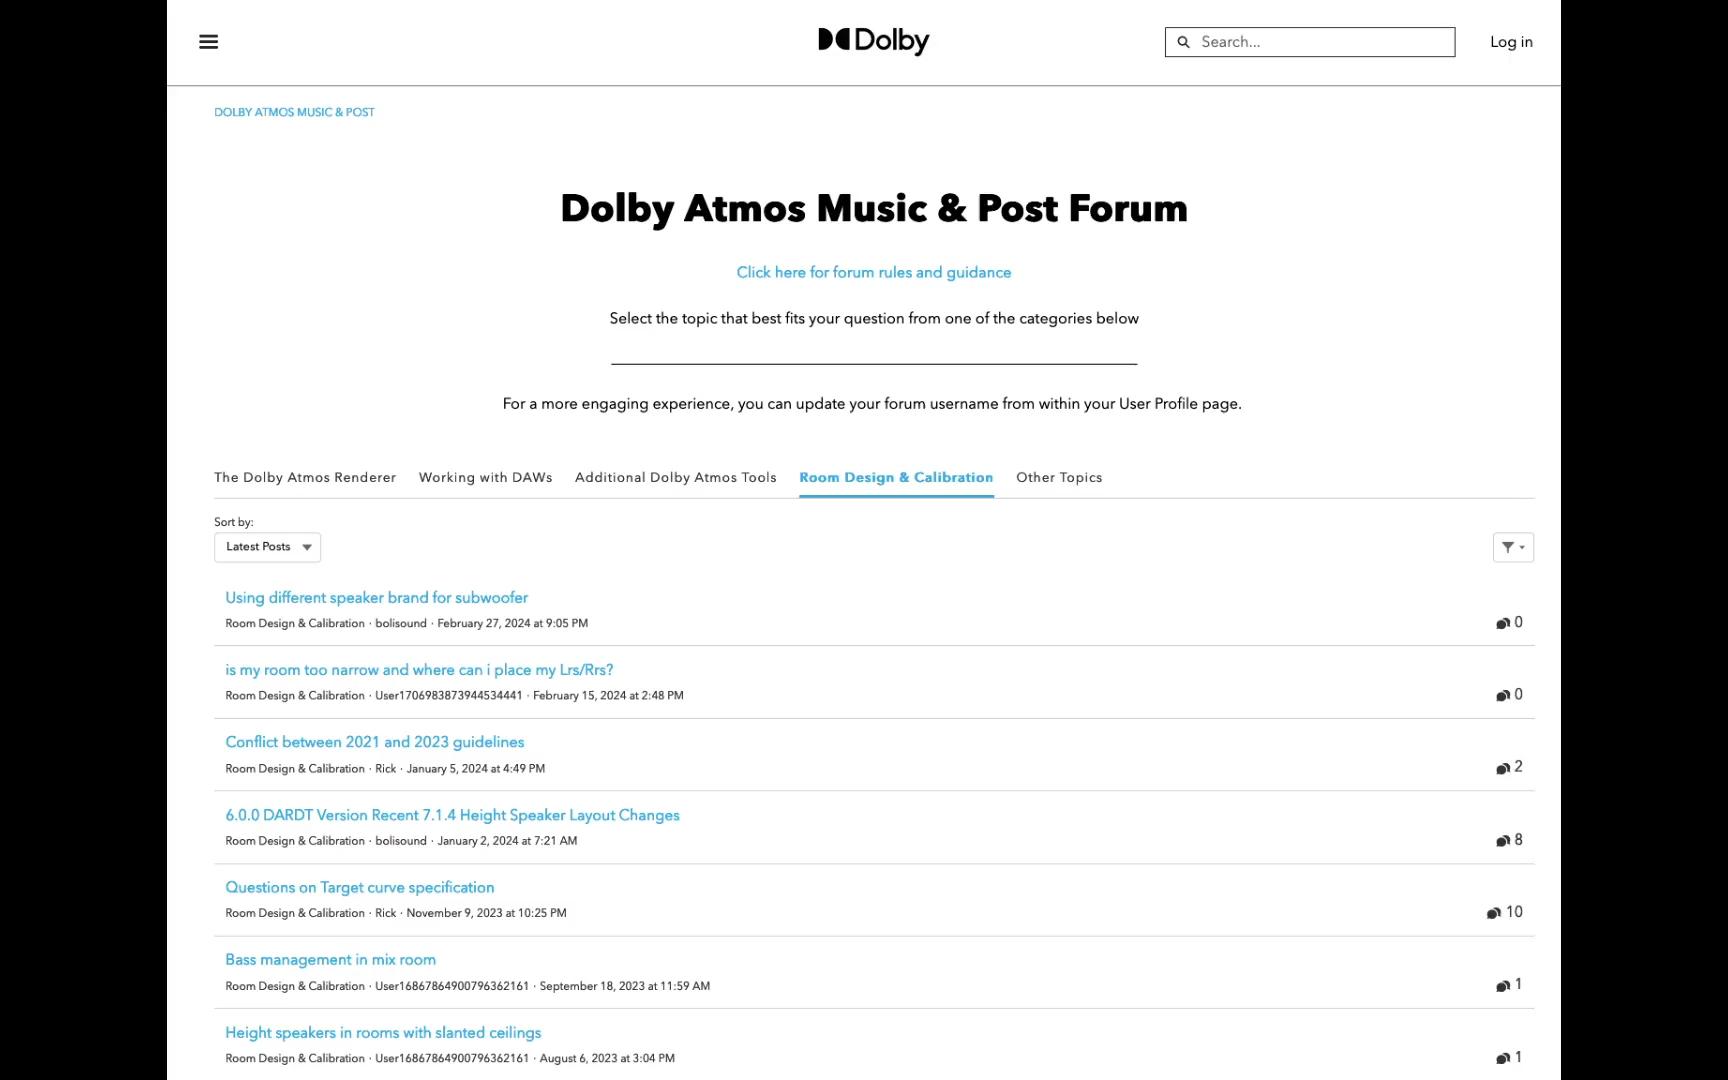 Dolby
Search...
Log in
DOLBY ATMOS MUSIC & POST
Dolby Atmos Music & Post Forum
Click here for forum rules and guidance
Select the topic that best fits your question from one of the categories below
For a more engaging experience, you can update your forum username from within your User Profile page.
The Dolby Atmos Renderer Working with DAWs Additional Dolby Atmos Tools Room Design & Calibration Other Topics
Sort by:
Latest Posts
Using different speaker brand for subwoofer
Room Design & Calibration · bolisound · February 27, 2024 at 9:05 PM
0
is my room too narrow and where can i place my Lrs/Rrs?
Room Design & Calibration · User1706983873944534441 · February 15, 2024 at 2:48 PM
0
Conflict between 2021 and 2023 guidelines
Room Design & Calibration · Rick · January 5, 2024 at 4:49 PM
2
6.0.0 DARDT Version Recent 7.1.4 Height Speaker Layout Changes
Room Design & Calibration · bolisound · January 2, 2024 at 7:21 AM
8
Questions on Target curve specification
Room Design & Calibration · Rick · November 9, 2023 at 10:25 PM
10
Bass management in mix room
Room Design & Calibration · User16867864900796362161 · September 18, 2023 at 11:59 AM
1
Height speakers in rooms with slanted ceilings
Room Design & Calibration · User16867864900796362161 · August 6, 2023 at 3:04 PM
1